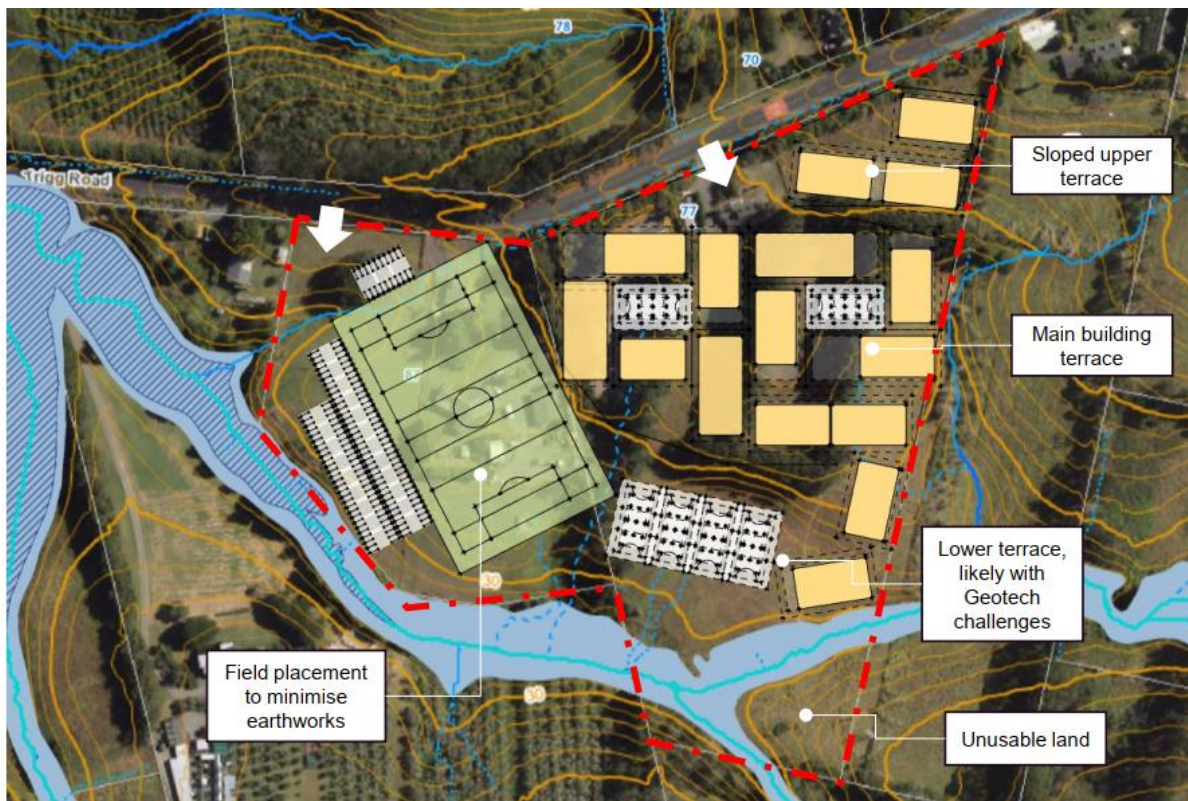 78
70
Trigg Road
77
67
Sloped upper
terrace
Main building
terrace
Lower terrace,
likely with
Geotech
challenges
30
Field placement
to minimise
earthworks
30
Unusable land